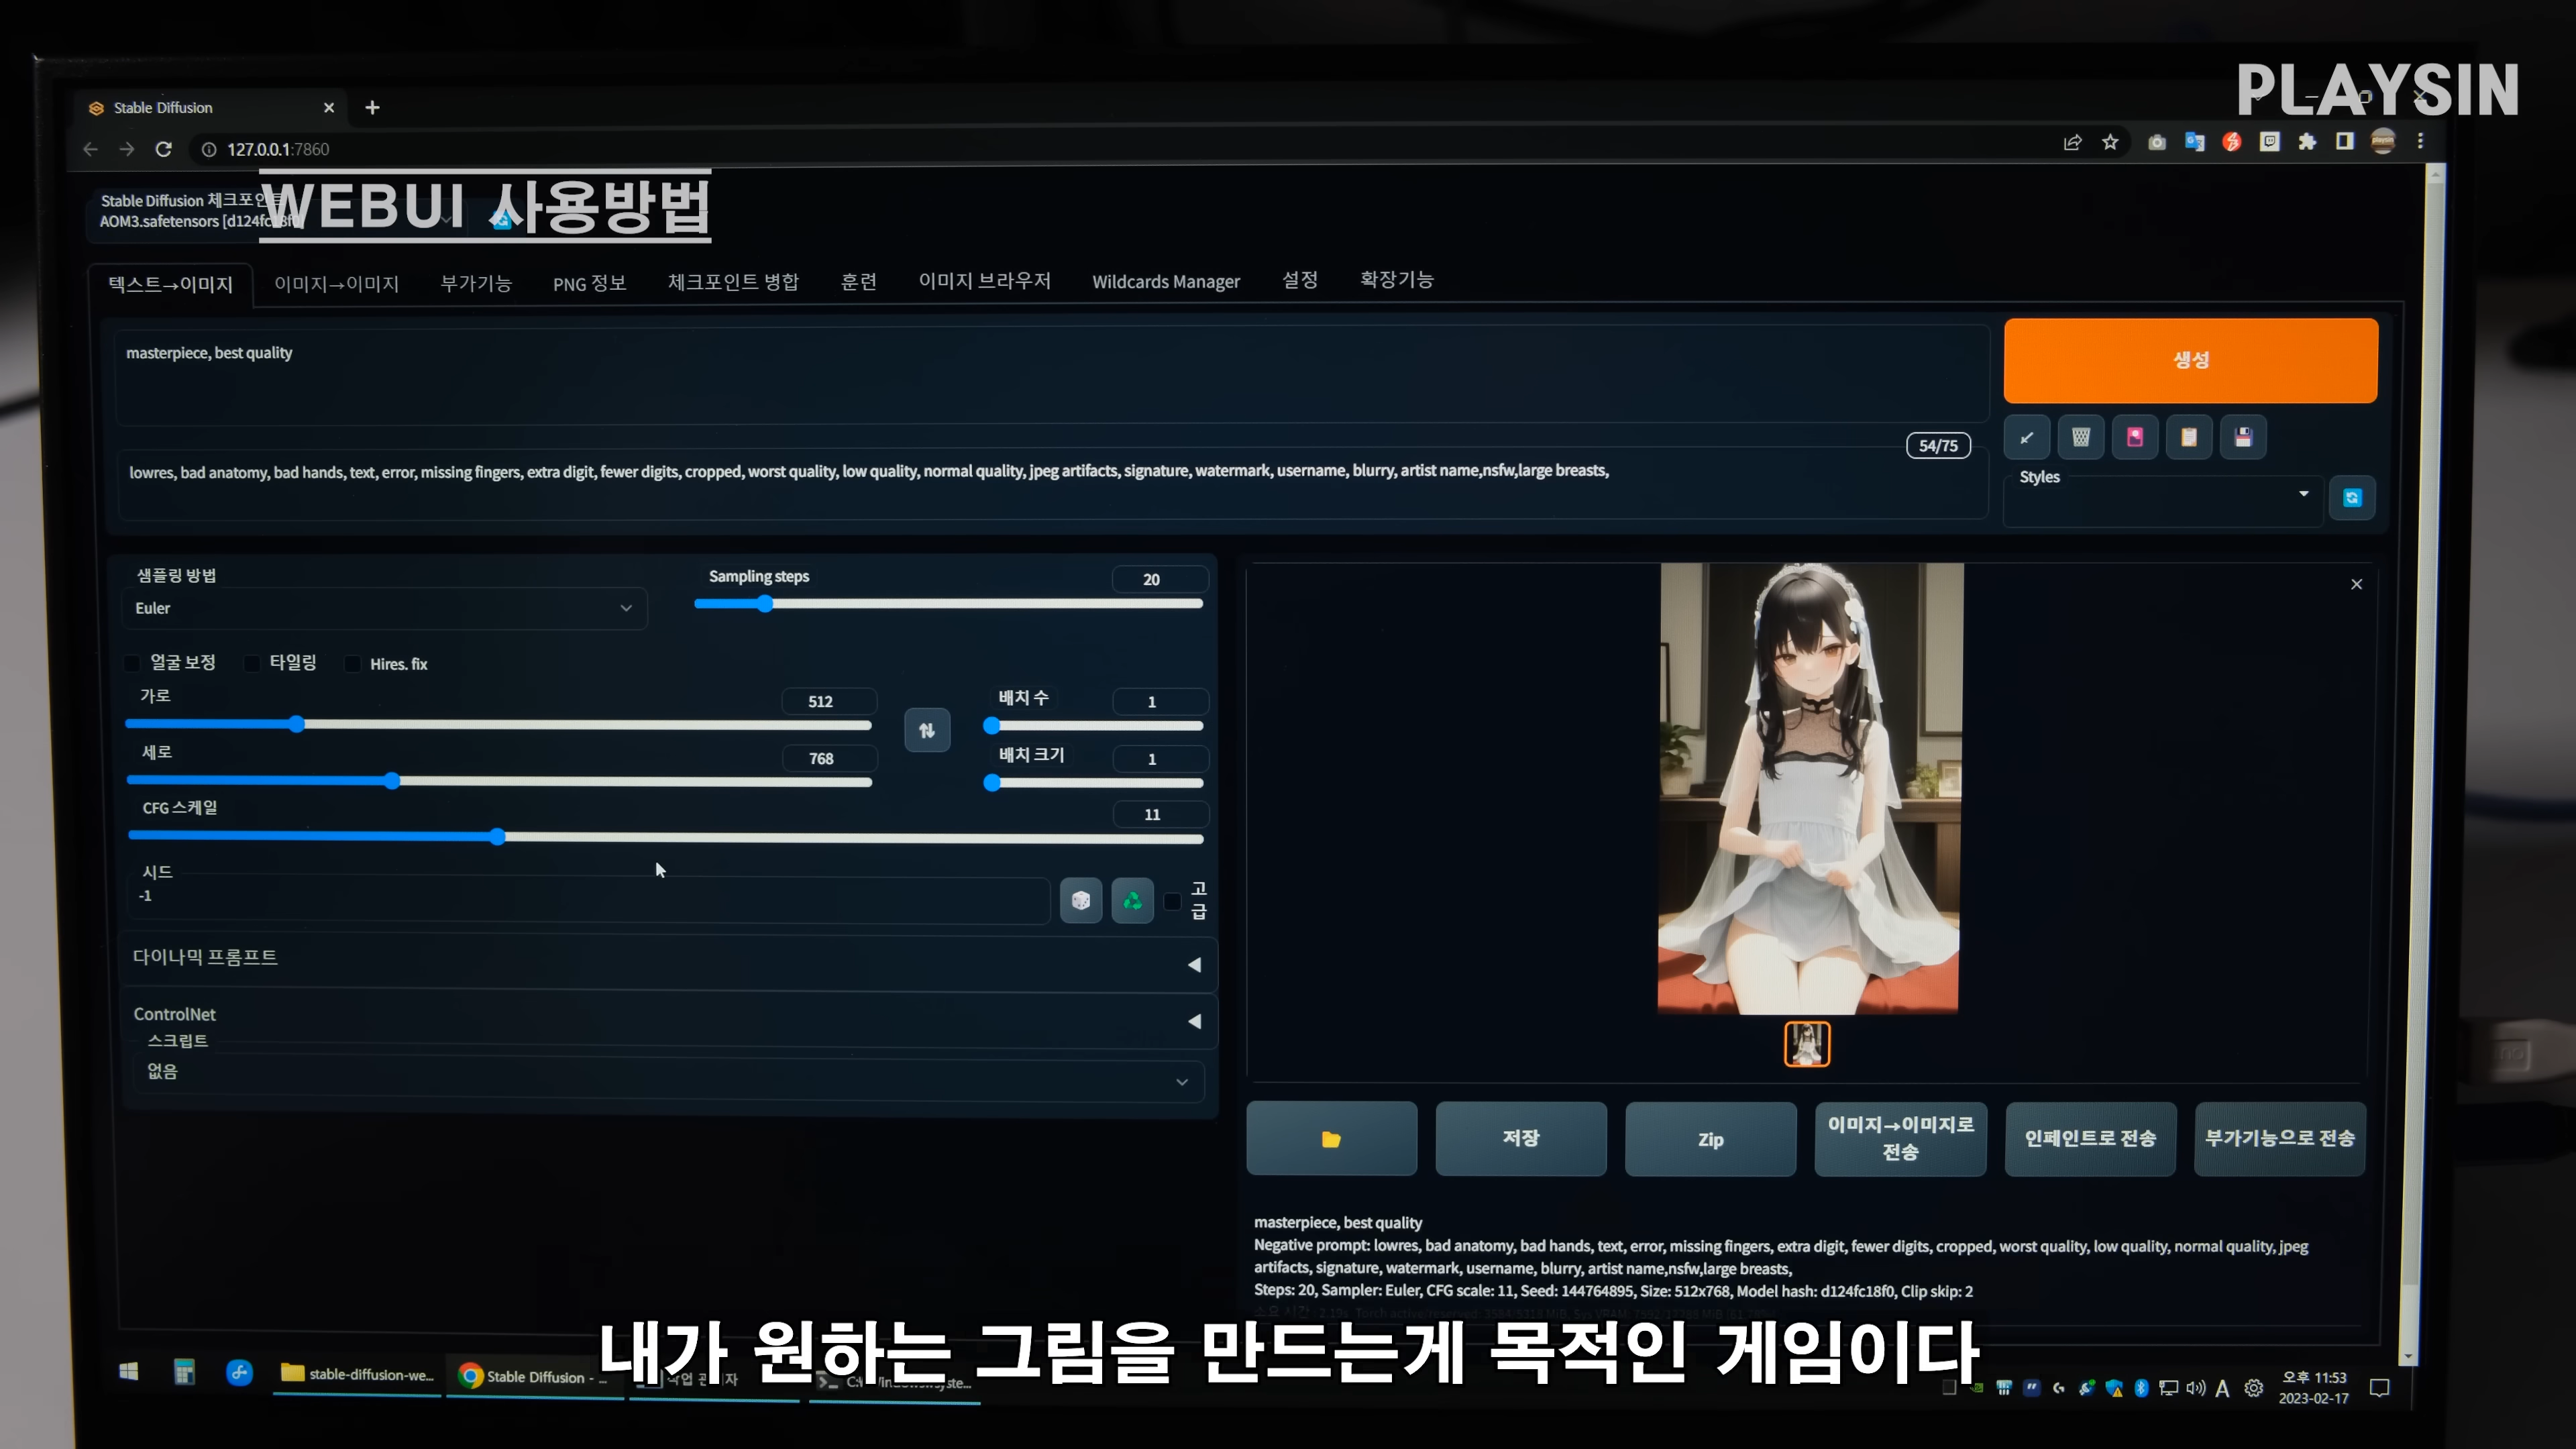 PLAYSIN
Stable Diffusion
127.0.0.1:7860
WEBUI 사용방법
Stable Diffusion 체크포인트
AOM3.safetensors [d124fc18f0]
텍스트→이미지 이미지→이미지 부가기능 PNG 정보 체크포인트 병합 훈련 이미지 브라우저 Wildcards Manager 설정 확장기능
masterpiece, best quality
생성
54/75
lowres, bad anatomy, bad hands, text, error, missing fingers, extra digit, fewer digits, cropped, worst quality, low quality, normal quality, jpeg artifacts, signature, watermark, username, blurry, artist name,nsfw,large breasts,
Styles
샘플링 방법
Euler
Sampling steps 20
얼굴 보정 타일링 Hires. fix
가로 512
배치 수 1
세로 768
배치 크기 1
CFG 스케일 11
시드
-1
고급
다이나믹 프롬프트
ControlNet
스크립트
없음
저장
Zip
이미지→이미지로
전송
인페인트로 전송
부가기능으로 전송
masterpiece, best quality
Negative prompt: lowres, bad anatomy, bad hands, text, error, missing fingers, extra digit, fewer digits, cropped, worst quality, low quality, normal quality, jpeg
artifacts, signature, watermark, username, blurry, artist name,nsfw,large breasts,
Steps: 20, Sampler: Euler, CFG scale: 11, Seed: 144764895, Size: 512x768, Model hash: d124fc18f0, Clip skip: 2
내가 원하는 그림을 만드는게 목적인 게임이다
stable-diffusion-we...
Stable Diffusion - ...
A
오후 11:53
2023-02-17